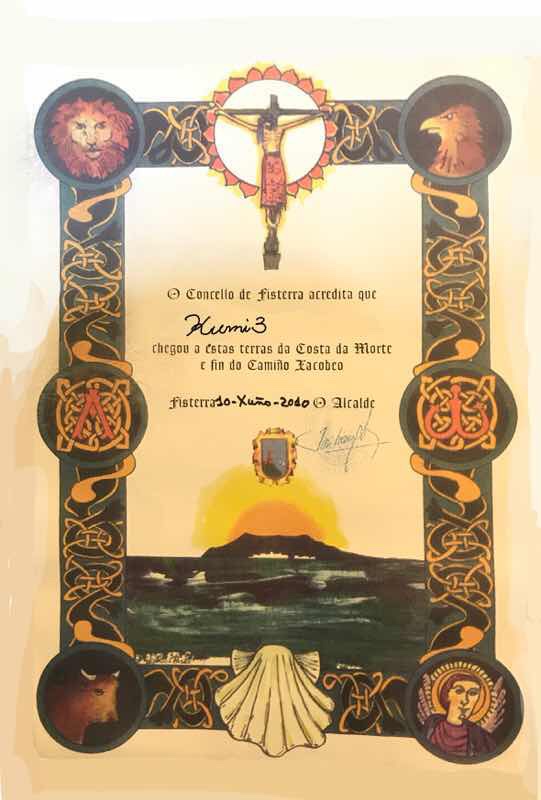 O Concello de Fisterra acredita que
Kumi3
chegou a estas terras da Costa da Morte
e fin do Camiño Xacobeo
Fisterra 10-Xuño-2010 O Alcalde